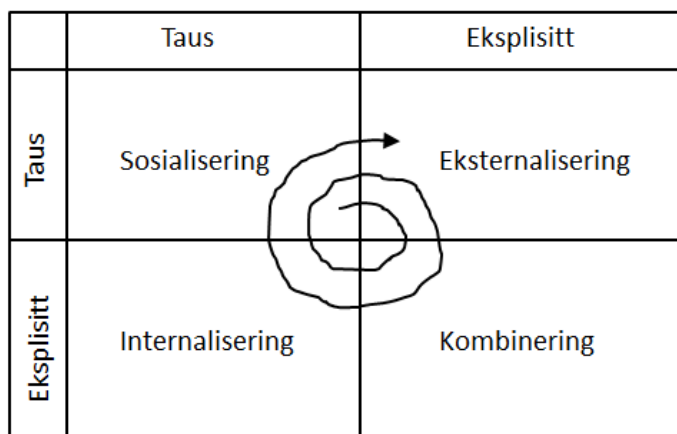 Taus
Eksplisitt
Taus
Sosialisering
Eksternalisering
Eksplisitt
Internalisering
Kombinering